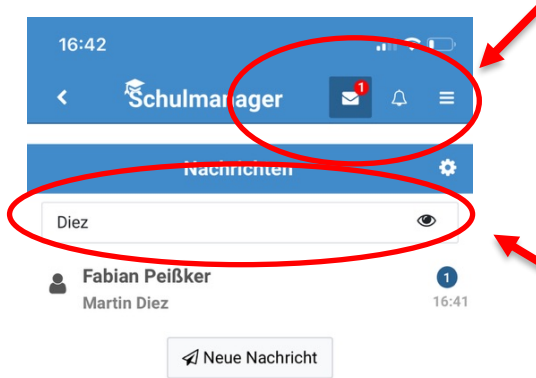 16:42
Schulmanager
1
Nachrichten
Diez
Fabian Peißker
1
Martin Diez
16:41
Neue Nachricht